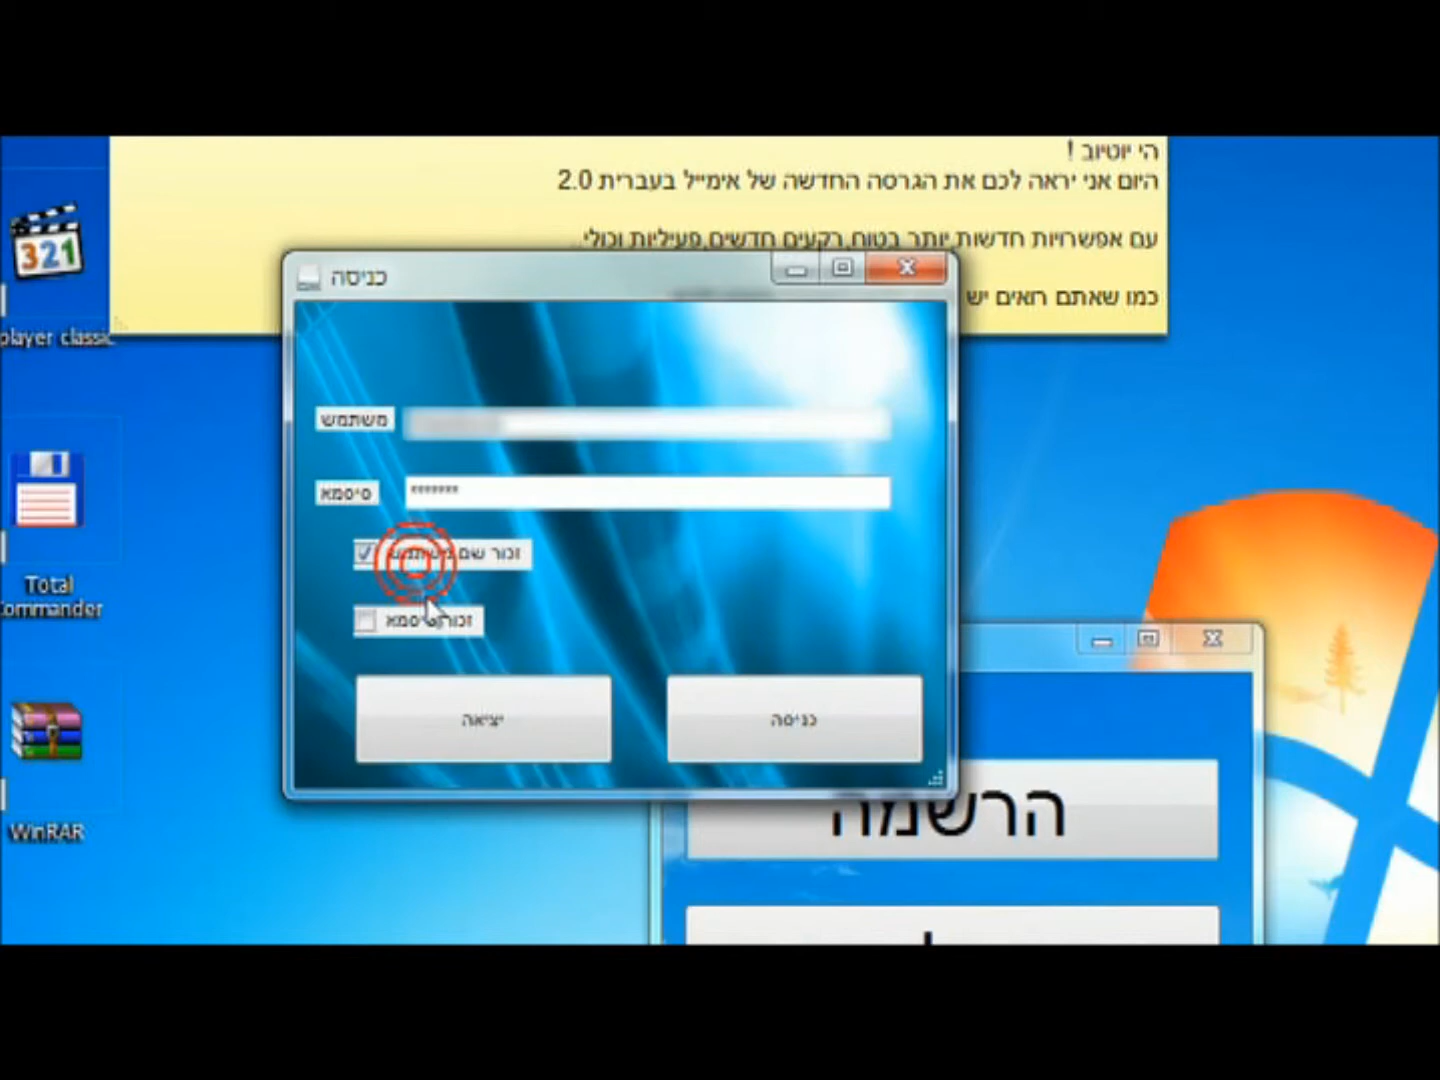 הי יוטיוב !
היום אני יראה לכם את הגרסה החדשה של אימייל בעברית 2.0
עם אפשרויות חדשות,יותר בטוח,רקעים חדשים,פעיליות וכולי..
כמו שאתם רואים יש
כניסה
משתמש
סיסמא
*******
זכור שם משתמש
זכור סיסמא
יציאה
כניסה
הרשמה
321
player classic
Total
Commander
WinRAR